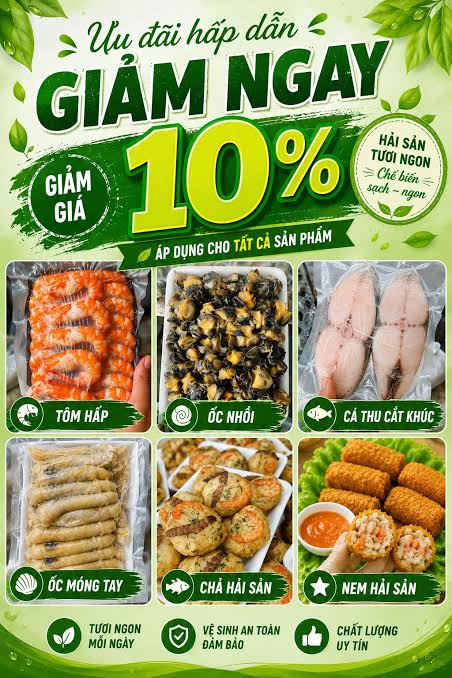 Ưu đãi hấp dẫn
GIẢM NGAY
10%
GIẢM
GIÁ
HẢI SẢN
TƯƠI NGON
Chế biến
sạch – ngon
ÁP DỤNG CHO TẤT CẢ SẢN PHẨM
TÔM HẤP
ỐC NHỒI
CÁ THU CẮT KHÚC
ỐC MÓNG TAY
CHẢ HẢI SẢN
NEM HẢI SẢN
TƯƠI NGON
MỖI NGÀY
VỆ SINH AN TOÀN
ĐẢM BẢO
CHẤT LƯỢNG
UY TÍN